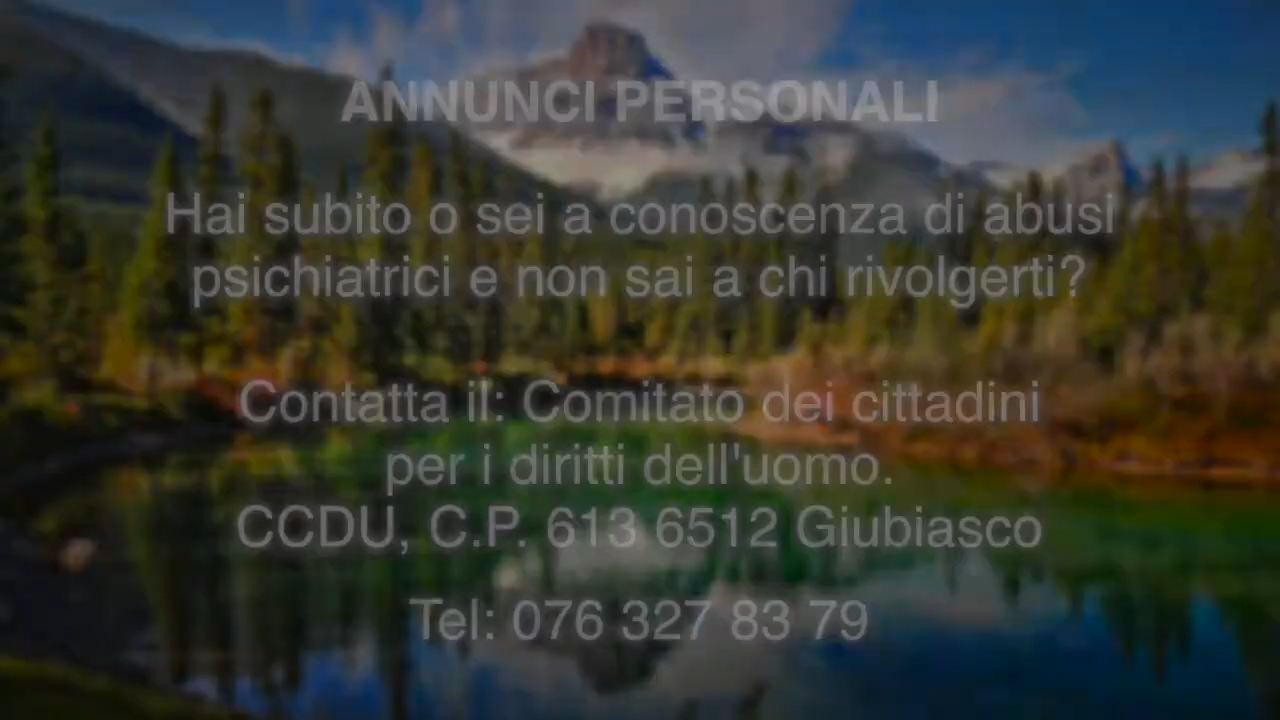 ANNUNCI PERSONALI
Hai subito o sei a conoscenza di abusi
psichiatrici e non sai a chi rivolgerti?
Contatta il: Comitato dei cittadini
per i diritti dell'uomo.
CCDU, C.P. 613 6512 Giubiasco
Tel: 076 327 83 79